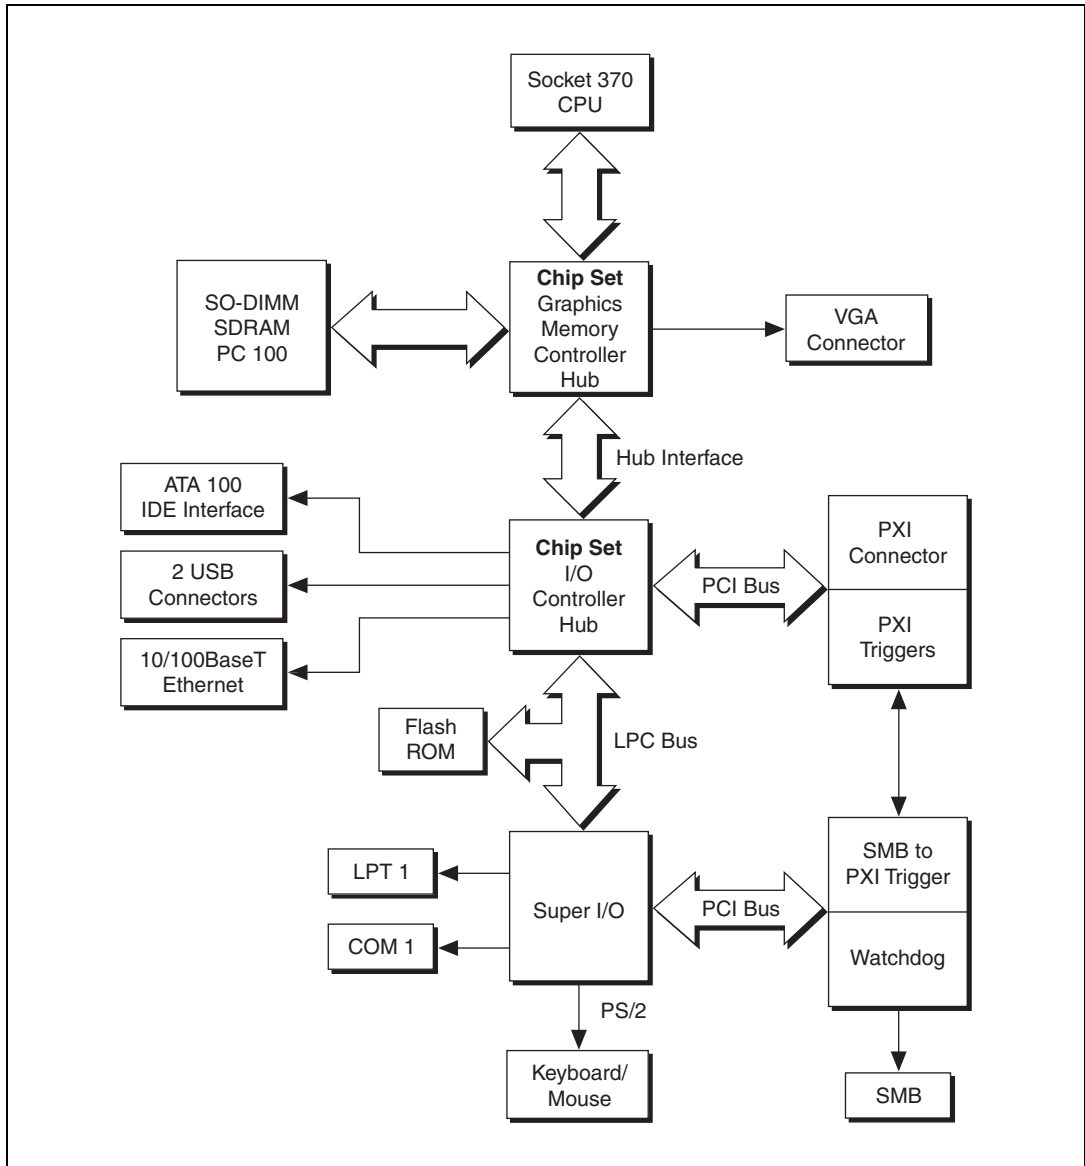 Socket 370
CPU
Chip Set
Graphics
Memory
Controller
Hub
SO-DIMM
SDRAM
PC 100
VGA
Connector
Hub Interface
ATA 100
IDE Interface
2 USB
Connectors
10/100BaseT
Ethernet
Chip Set
I/O
Controller
Hub
PCI Bus
PXI
Connector
PXI
Triggers
Flash
ROM
LPC Bus
LPT 1
COM 1
Super I/O
PCI Bus
SMB to
PXI Trigger
Watchdog
PS/2
Keyboard/
Mouse
SMB